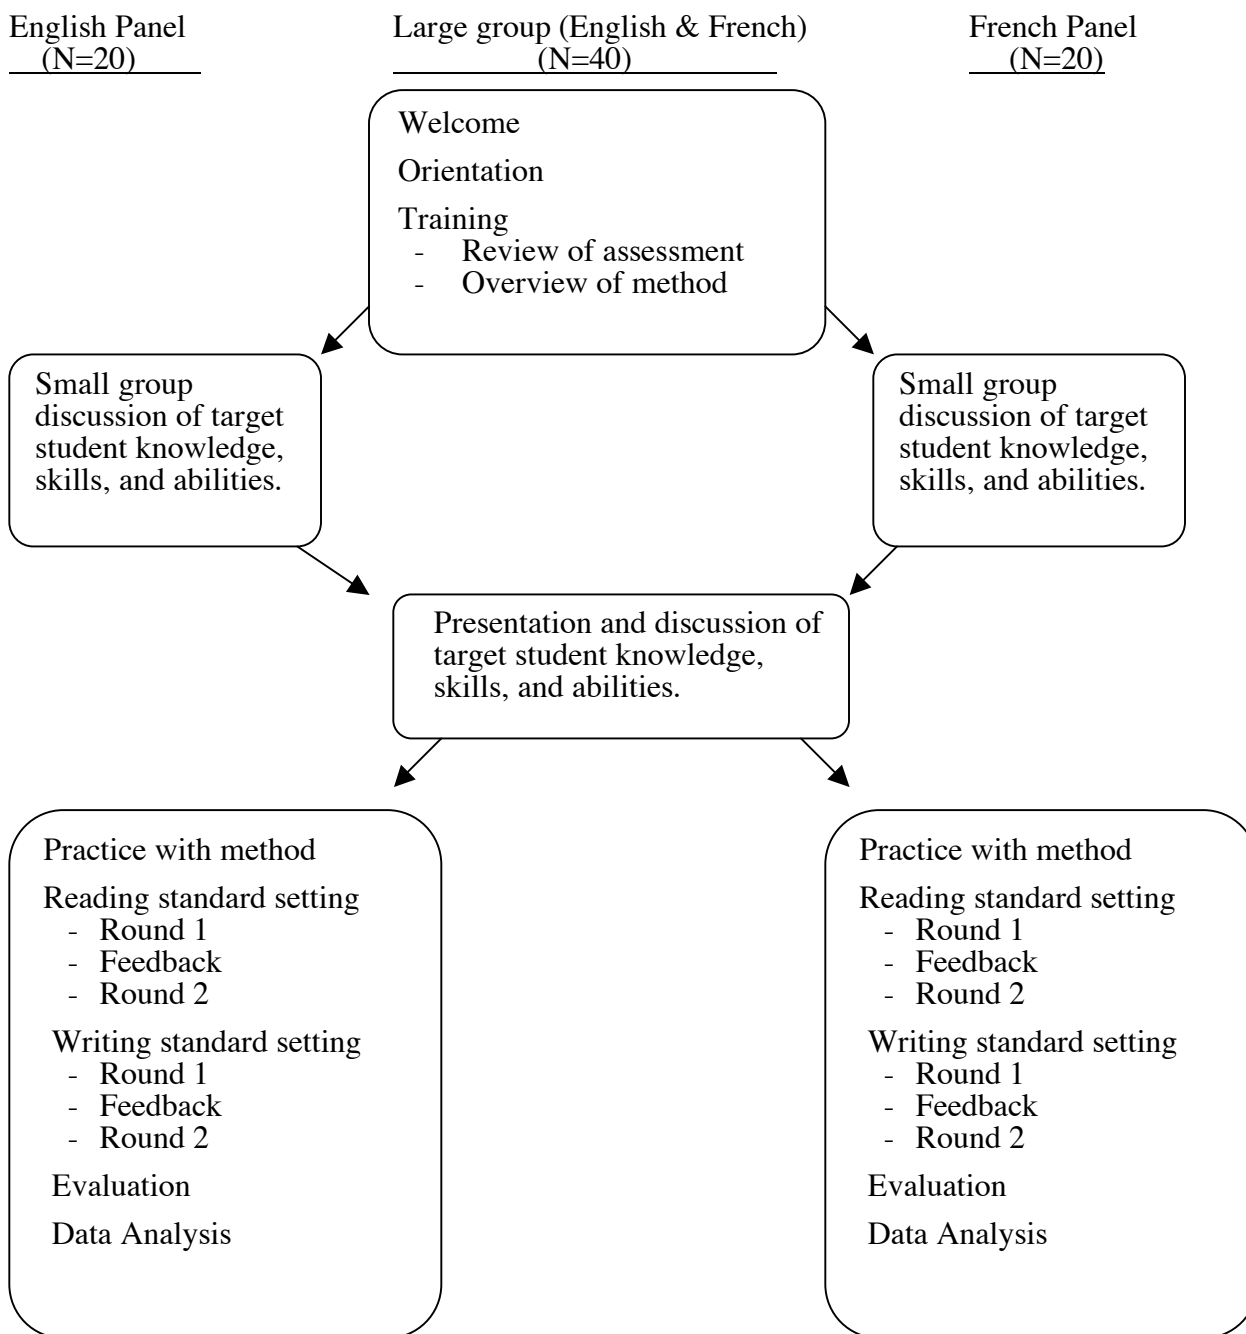 English Panel
(N=20)
Large group (English & French)
(N=40)
French Panel
(N=20)
Welcome
Orientation
Training
- Review of assessment
- Overview of method
Small group
discussion of target
student knowledge,
skills, and abilities.
Small group
discussion of target
student knowledge,
skills, and abilities.
Presentation and discussion of
target student knowledge,
skills, and abilities.
Practice with method
Reading standard setting
- Round 1
- Feedback
- Round 2
Writing standard setting
- Round 1
- Feedback
- Round 2
Evaluation
Data Analysis
Practice with method
Reading standard setting
- Round 1
- Feedback
- Round 2
Writing standard setting
- Round 1
- Feedback
- Round 2
Evaluation
Data Analysis